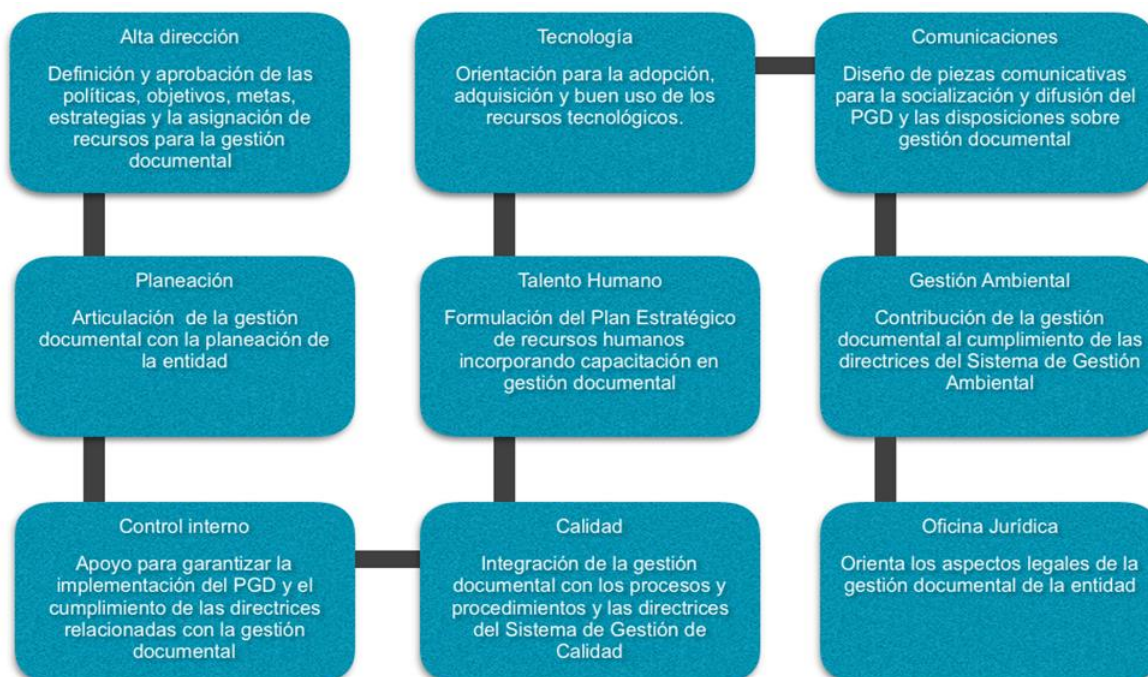 Alta dirección
Definición y aprobación de las
políticas, objetivos, metas,
estrategias y la asignación de
recursos para la gestión
documental
Planeación
Articulación de la gestión
documental con la planeación de
la entidad
Control interno
Apoyo para garantizar la
implementación del PGD y el
cumplimiento de las directrices
relacionadas con la gestión
documental
Calidad
Integración de la gestión
documental con los procesos y
procedimientos y las directrices
del Sistema de Gestión de
Calidad
Talento Humano
Formulación del Plan Estratégico
de recursos humanos
incorporando capacitación en
gestión documental
Tecnología
Orientación para la adopción,
adquisición y buen uso de los
recursos tecnológicos.
Comunicaciones
Diseño de piezas comunicativas
para la socialización y difusión del
PGD y las disposiciones sobre
gestión documental
Gestión Ambiental
Contribución de la gestión
documental al cumplimiento de las
directrices del Sistema de Gestión
Ambiental
Oficina Jurídica
Orienta los aspectos legales de la
gestión documental de la entidad